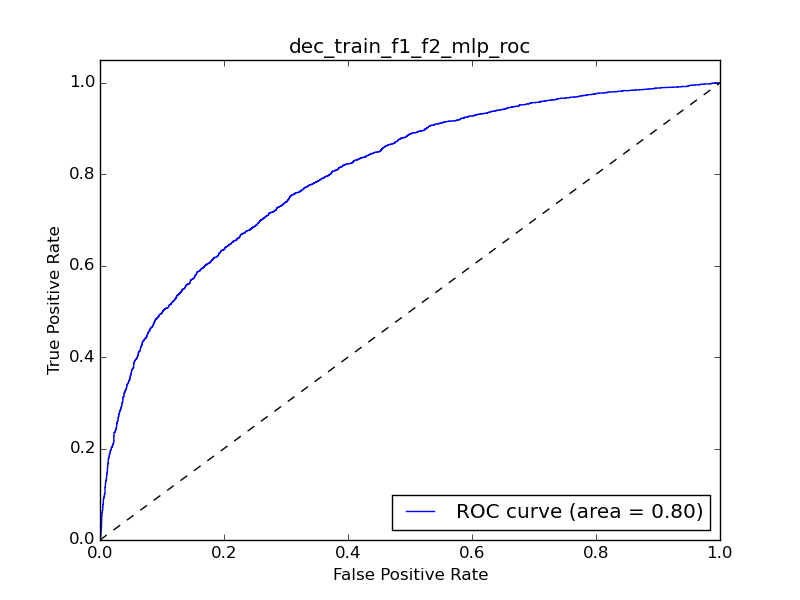 dec_train_f1_f2_mlp_roc
1.0
0.8
0.6
0.4
0.2
0.0
True Positive Rate
ROC curve (area = 0.80)
0.0 0.2 0.4 0.6 0.8 1.0
False Positive Rate